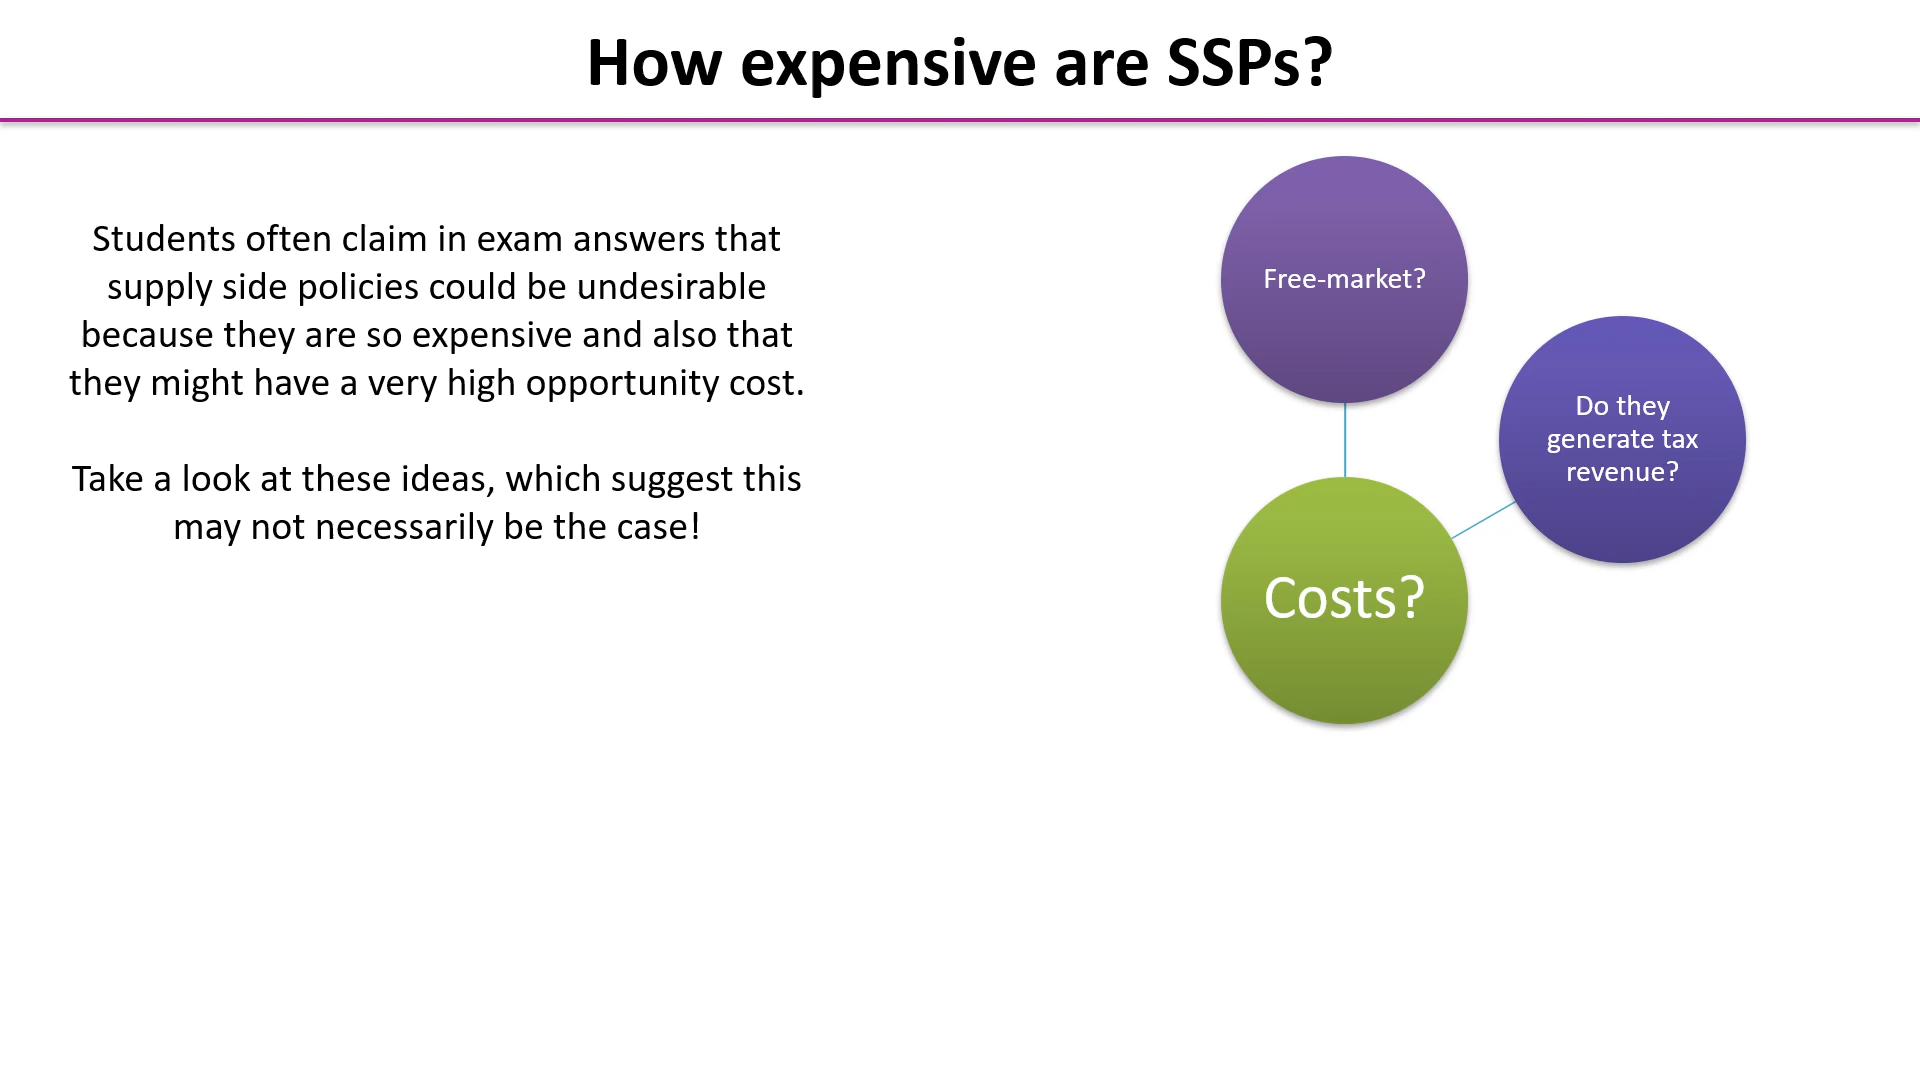 How expensive are SSPs?
Students often claim in exam answers that
supply side policies could be undesirable
because they are so expensive and also that
they might have a very high opportunity cost.
Take a look at these ideas, which suggest this
may not necessarily be the case!
Free-market?
Do they
generate tax
revenue?
Costs?